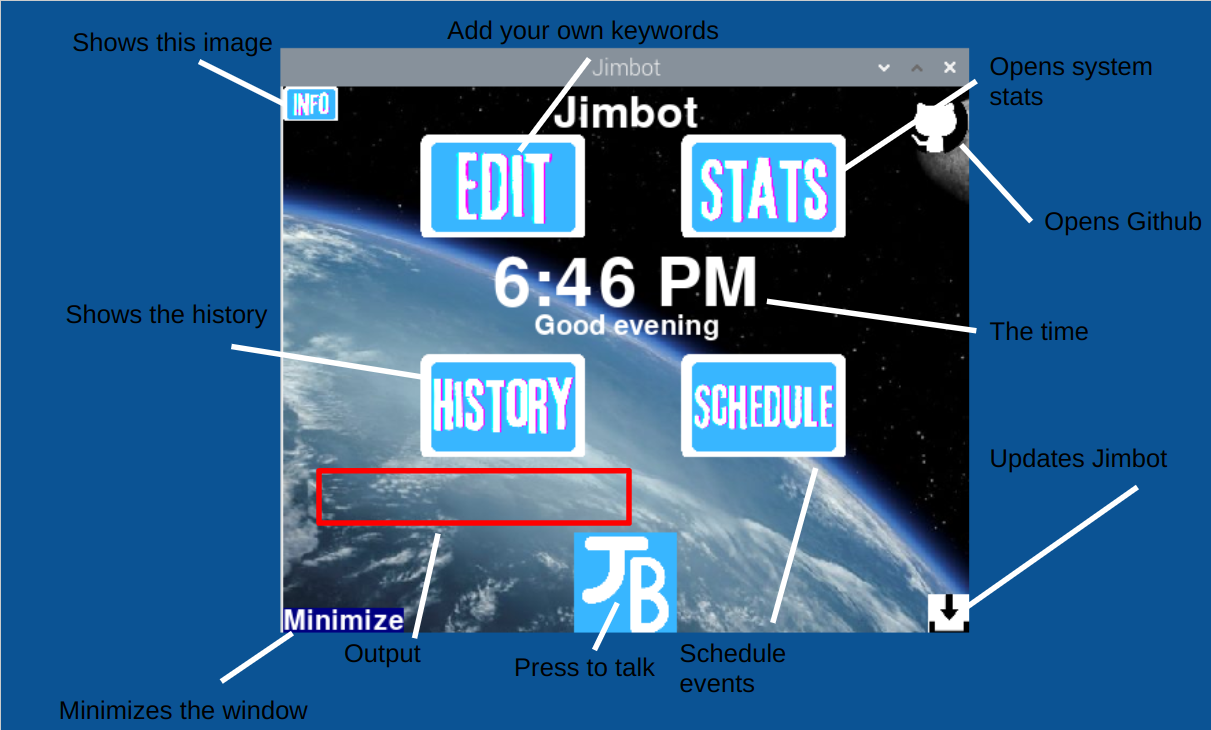 Add your own keywords
Shows this image
Jimbot
Opens system
stats
INFO
Jimbot
EDIT
STATS
Opens Github
6:46 PM
Good evening
Shows the history
The time
HISTORY
SCHEDULE
Updates Jimbot
JB
Minimize
Output
Press to talk
Schedule
events
Minimizes the window